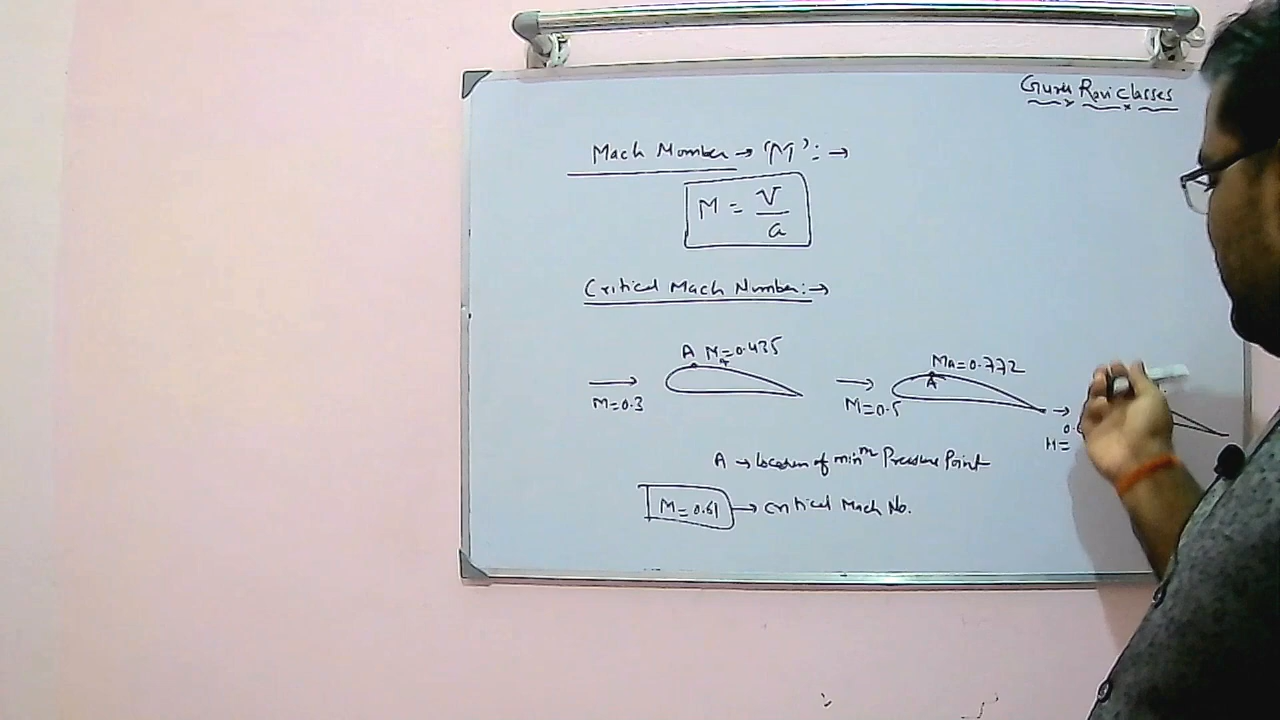 Guru Ravi classes
Mach Number → 'M' : →
M = V/a
Critical Mach Number: →
A M_A=0.435
M=0.3
M_A=0.772
A
M=0.5
M=
A → Location of min^m Pressure Point
M=0.61 → Critical Mach No.